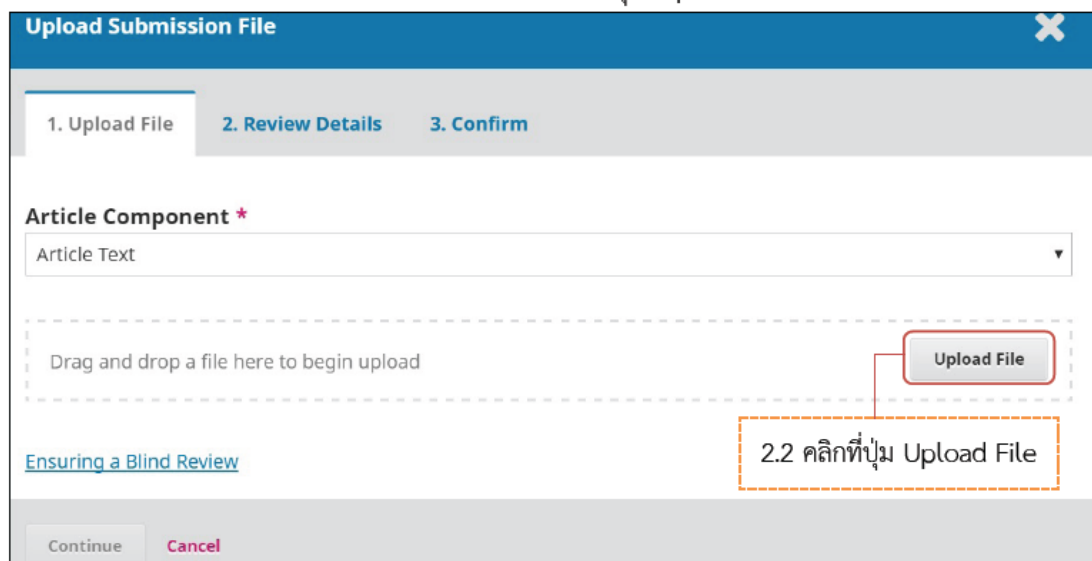 Upload Submission File
1. Upload File 2. Review Details 3. Confirm
Article Component *
Article Text
Drag and drop a file here to begin upload
Upload File
2.2 คลิกที่ปุ่ม Upload File
Ensuring a Blind Review
Continue Cancel